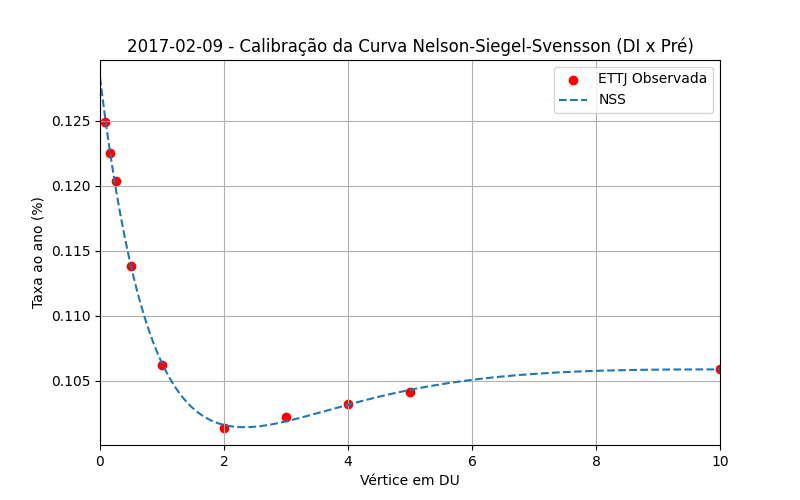 2017-02-09 - Calibração da Curva Nelson-Siegel-Svensson (DI x Pré)
ETTJ Observada
NSS
Taxa ao ano (%)
0.125
0.120
0.115
0.110
0.105
0 2 4 6 8 10
Vértice em DU